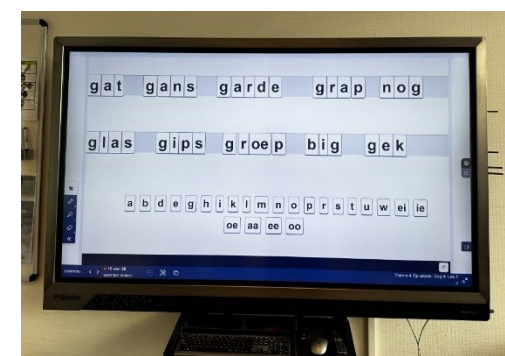 gat gans garde grap nog
glas gips groep big gek
a b d e g h i k l m n o p r s t u w ei ie
oe aa ee oo